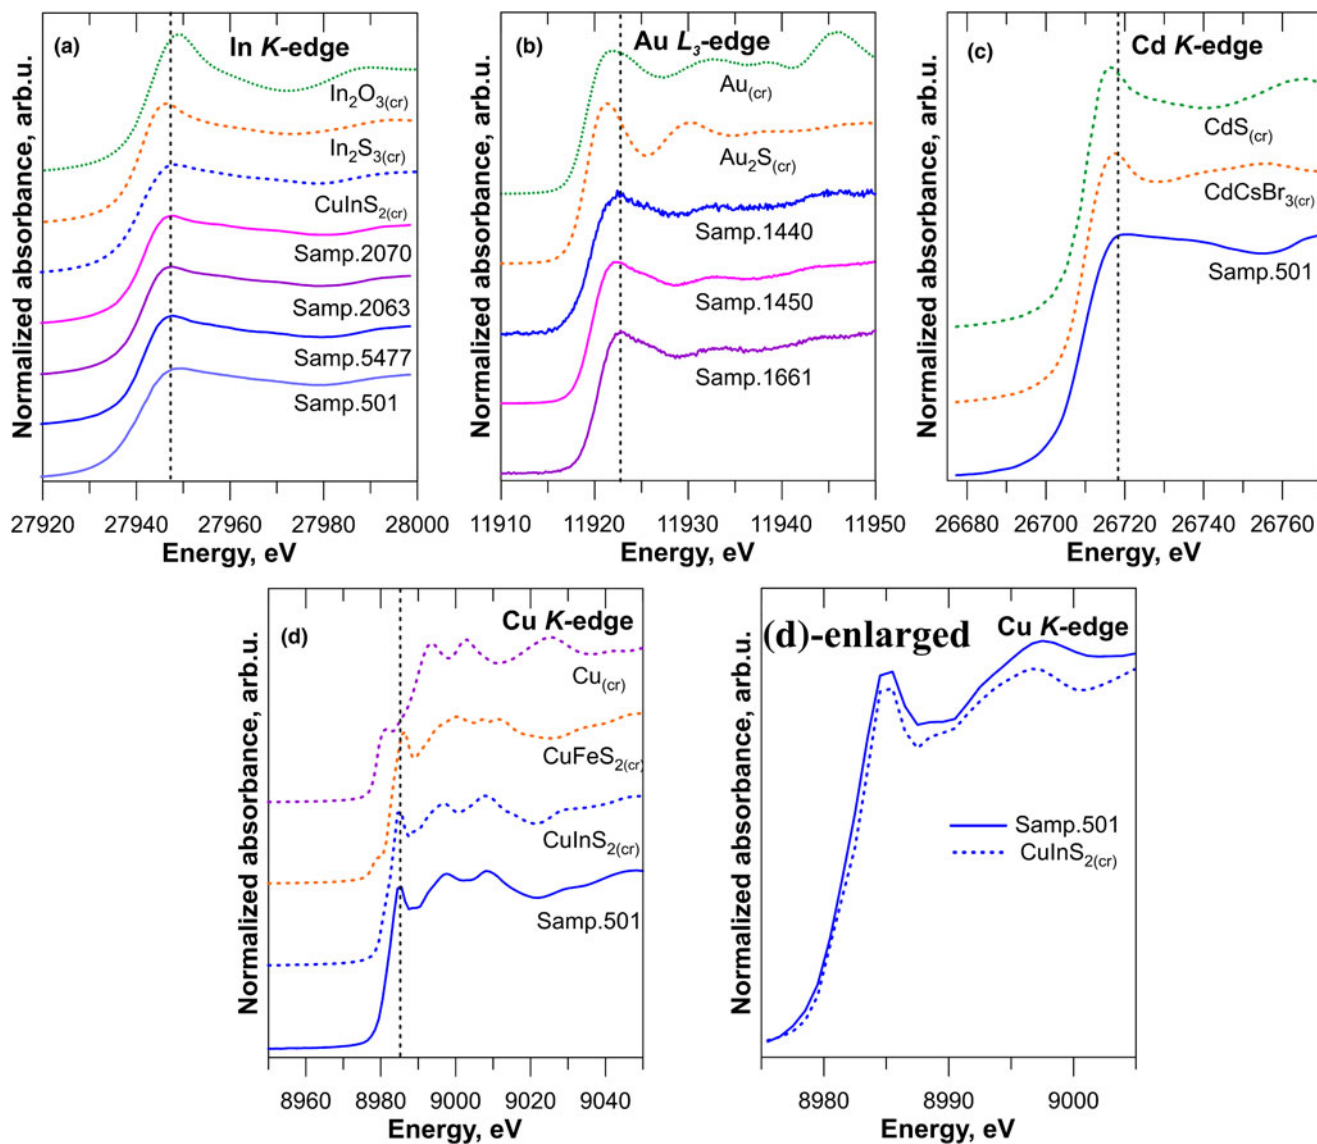 (a)
In K-edge
In₂O₃(cr)
In₂S₃(cr)
CuInS₂(cr)
Samp.2070
Samp.2063
Samp.5477
Samp.501
Normalized absorbance, arb.u.
27920 27940 27960 27980 28000
Energy, eV
(b)
Au L₃-edge
Au(cr)
Au₂S(cr)
Samp.1440
Samp.1450
Samp.1661
Normalized absorbance, arb.u.
11910 11920 11930 11940 11950
Energy, eV
(c)
Cd K-edge
CdS(cr)
CdCsBr₃(cr)
Samp.501
Normalized absorbance, arb.u.
26680 26700 26720 26740 26760
Energy, eV
(d)
Cu K-edge
Cu(cr)
CuFeS₂(cr)
CuInS₂(cr)
Samp.501
Normalized absorbance, arb.u.
8960 8980 9000 9020 9040
Energy, eV
(d)-enlarged
Cu K-edge
Samp.501
CuInS₂(cr)
Normalized absorbance, arb.u.
8980 8990 9000
Energy, eV